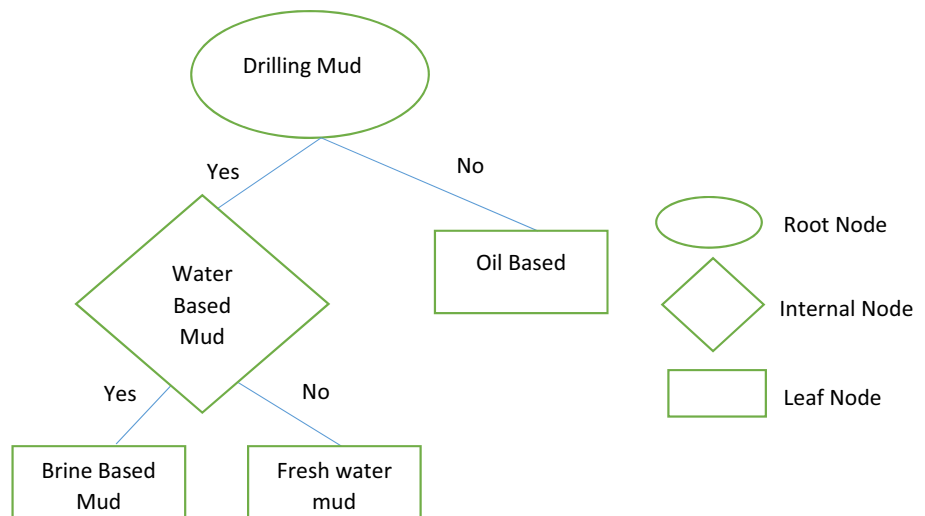 Drilling Mud
Yes
No
Water
Based
Mud
Oil Based
Yes
No
Brine Based
Mud
Fresh water
mud
Root Node
Internal Node
Leaf Node